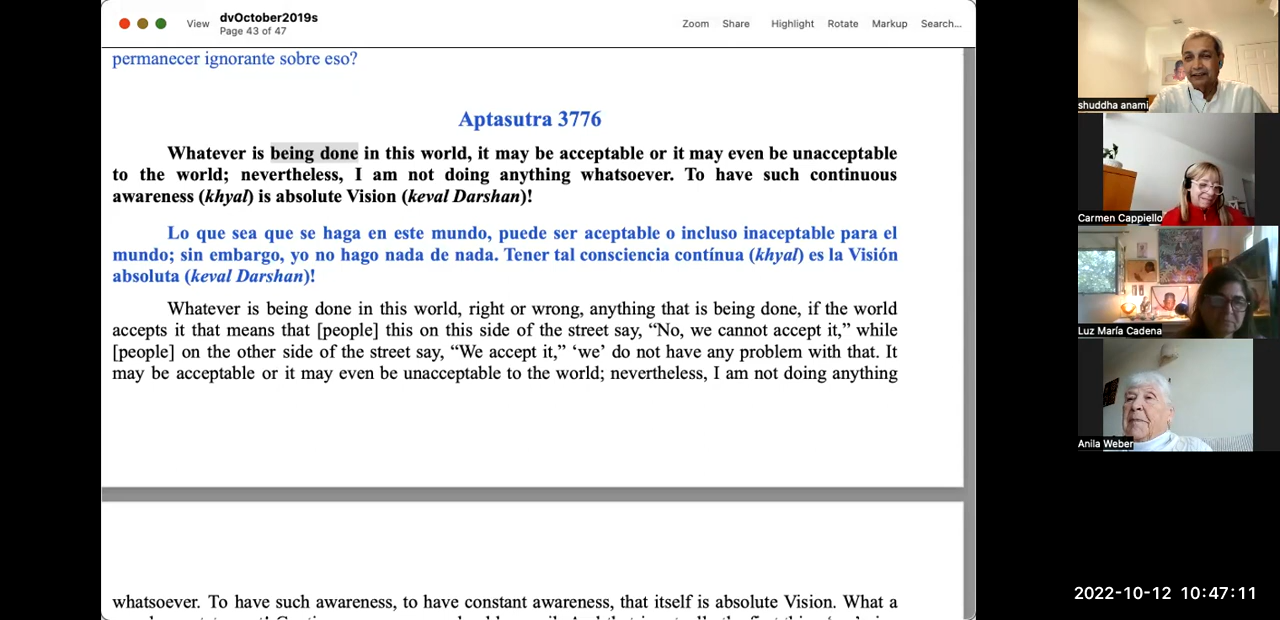 View
dvOctober2019s
Page 43 of 47
Zoom Share Highlight Rotate Markup Search...
permanecer ignorante sobre eso?
Aptasutra 3776
Whatever is being done in this world, it may be acceptable or it may even be unacceptable
to the world; nevertheless, I am not doing anything whatsoever. To have such continuous
awareness (khyal) is absolute Vision (keval Darshan)!
Lo que sea que se haga en este mundo, puede ser aceptable o incluso inaceptable para el
mundo; sin embargo, yo no hago nada de nada. Tener tal consciencia contínua (khyal) es la Visión
absoluta (keval Darshan)!
Whatever is being done in this world, right or wrong, anything that is being done, if the world
accepts it that means that [people] this on this side of the street say, “No, we cannot accept it,” while
[people] on the other side of the street say, “We accept it,” ‘we’ do not have any problem with that. It
may be acceptable or it may even be unacceptable to the world; nevertheless, I am not doing anything
whatsoever. To have such awareness, to have constant awareness, that itself is absolute Vision. What a
shuddha anami
Carmen Cappiello
Luz María Cadena
Anila Weber
2022-10-12 10:47:11